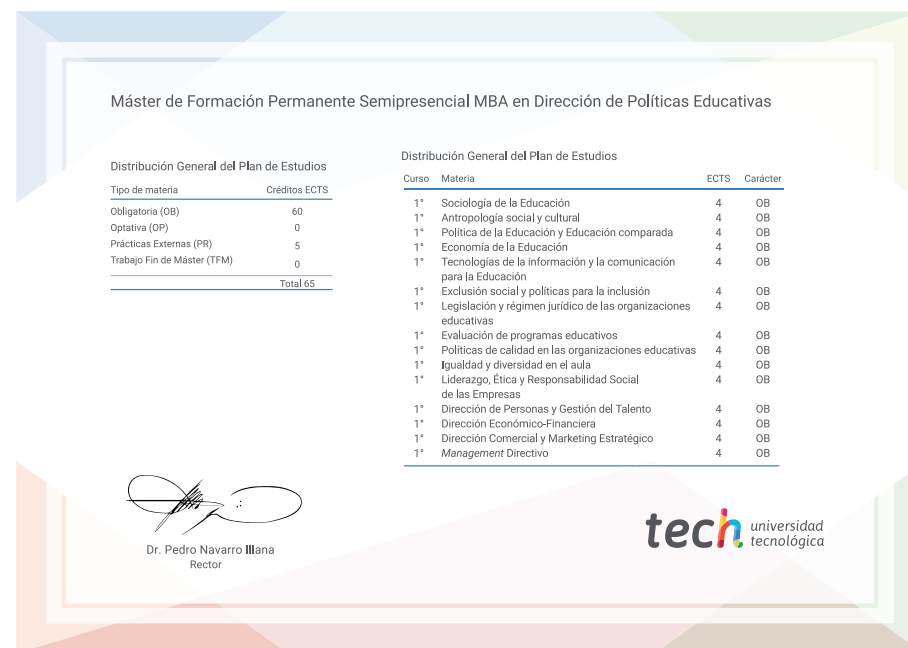 Máster de Formación Permanente Semipresencial MBA en Dirección de Políticas Educativas
Distribución General del Plan de Estudios
Tipo de materia Créditos ECTS
Obligatoria (OB) 60
Optativa (OP) 0
Prácticas Externas (PR) 5
Trabajo Fin de Máster (TFM) 0
Total 65
Distribución General del Plan de Estudios
Curso Materia ECTS Carácter
1° Sociología de la Educación 4 OB
1° Antropología social y cultural 4 OB
1° Política de la Educación y Educación comparada 4 OB
1° Economía de la Educación 4 OB
1° Tecnologías de la información y la comunicación 4 OB
para la Educación
1° Exclusión social y políticas para la inclusión 4 OB
1° Legislación y régimen jurídico de las organizaciones 4 OB
educativas
1° Evaluación de programas educativos 4 OB
1° Políticas de calidad en las organizaciones educativas 4 OB
1° Igualdad y diversidad en el aula 4 OB
1° Liderazgo, Ética y Responsabilidad Social 4 OB
de las Empresas
1° Dirección de Personas y Gestión del Talento 4 OB
1° Dirección Económico-Financiera 4 OB
1° Dirección Comercial y Marketing Estratégico 4 OB
1° Management Directivo 4 OB
Dr. Pedro Navarro Illana
Rector
tech universidad
tecnológica